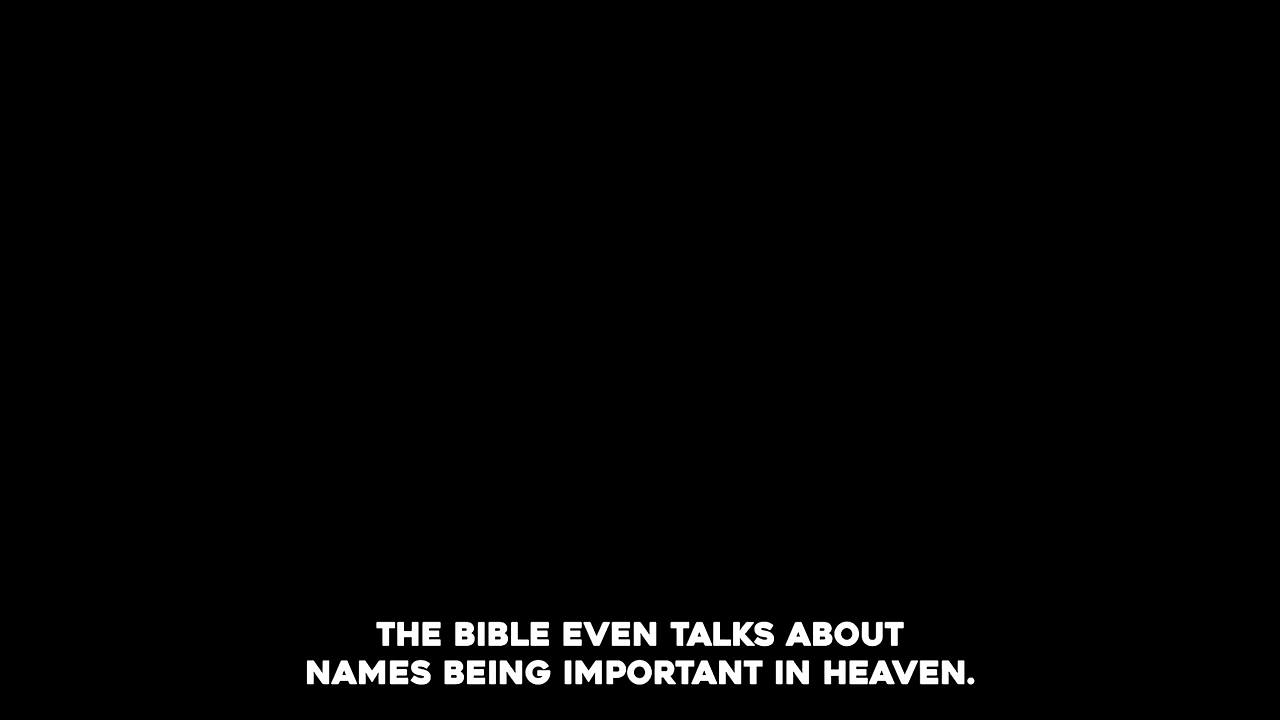 THE BIBLE EVEN TALKS ABOUT
NAMES BEING IMPORTANT IN HEAVEN.